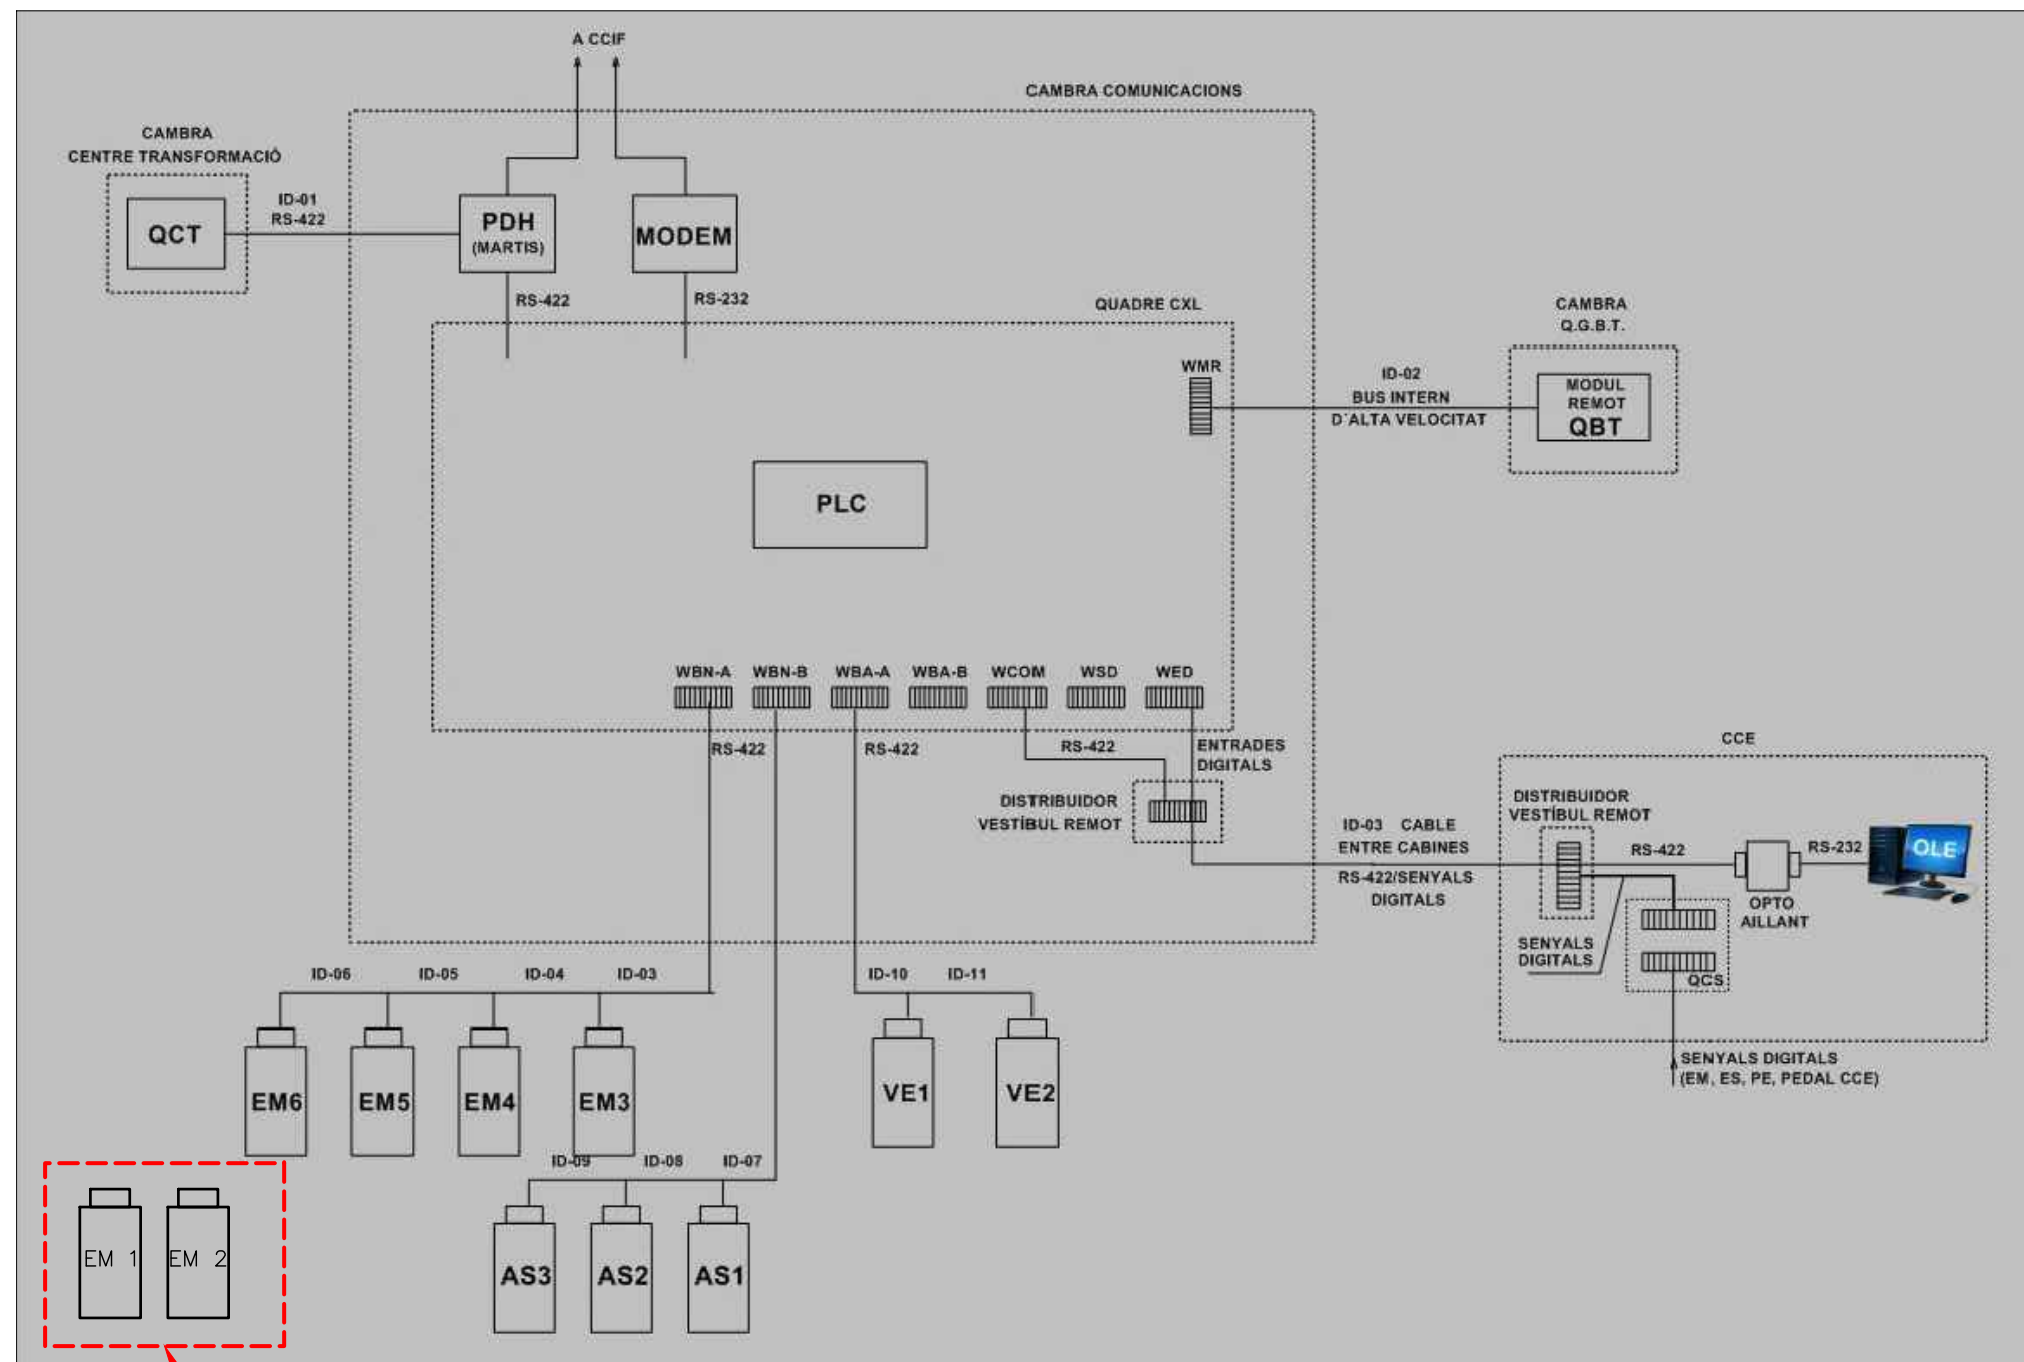 A CCIF
CAMBRA COMUNICACIONS
CAMBRA
CENTRE TRANSFORMACIÓ
QCT
ID-01
RS-422
PDH
(MARTIS)
MODEM
RS-422
RS-232
QUADRE CXL
WMR
CAMBRA
Q.G.B.T.
ID-02
BUS INTERN
D´ALTA VELOCITAT
MODUL
REMOT
QBT
PLC
WBN-A
WBN-B
WBA-A
WBA-B
WCOM
WSD
WED
RS-422
RS-422
RS-422
ENTRADES
DIGITALS
DISTRIBUIDOR
VESTÍBUL REMOT
CCE
DISTRIBUIDOR
VESTÍBUL REMOT
ID-03 CABLE
ENTRE CABINES
RS-422/SENYALS
DIGITALS
RS-422
RS-232
OLE
OPTO
AILLANT
SENYALS
DIGITALS
QCS
SENYALS DIGITALS
(EM, ES, PE, PEDAL CCE)
ID-06
ID-05
ID-04
ID-03
ID-10
ID-11
EM6
EM5
EM4
EM3
VE1
VE2
ID-09
ID-08
ID-07
AS3
AS2
AS1
EM 1
EM 2